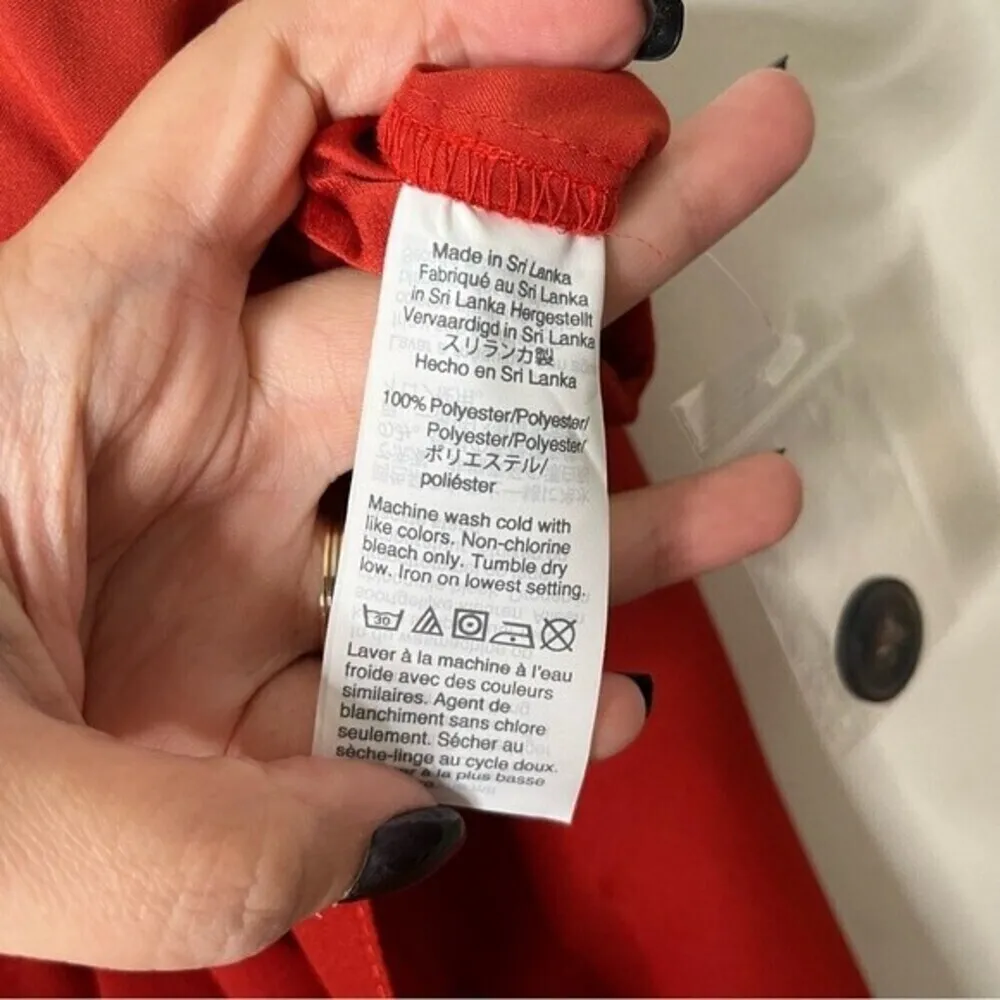 Made in Sri Lanka
Fabriqué au Sri Lanka
in Sri Lanka Hergestellt
Vervaardigd in Sri Lanka
スリランカ製
Hecho en Sri Lanka
100% Polyester/Polyester/
Polyester/Polyester/
ポリエステル/
poliéster
Machine wash cold with
like colors. Non-chlorine
bleach only. Tumble dry
low. Iron on lowest setting.
30
Laver à la machine à l'eau
froide avec des couleurs
similaires. Agent de
blanchiment sans chlore
seulement. Sécher au
sèche-linge au cycle doux.
à la plus basse